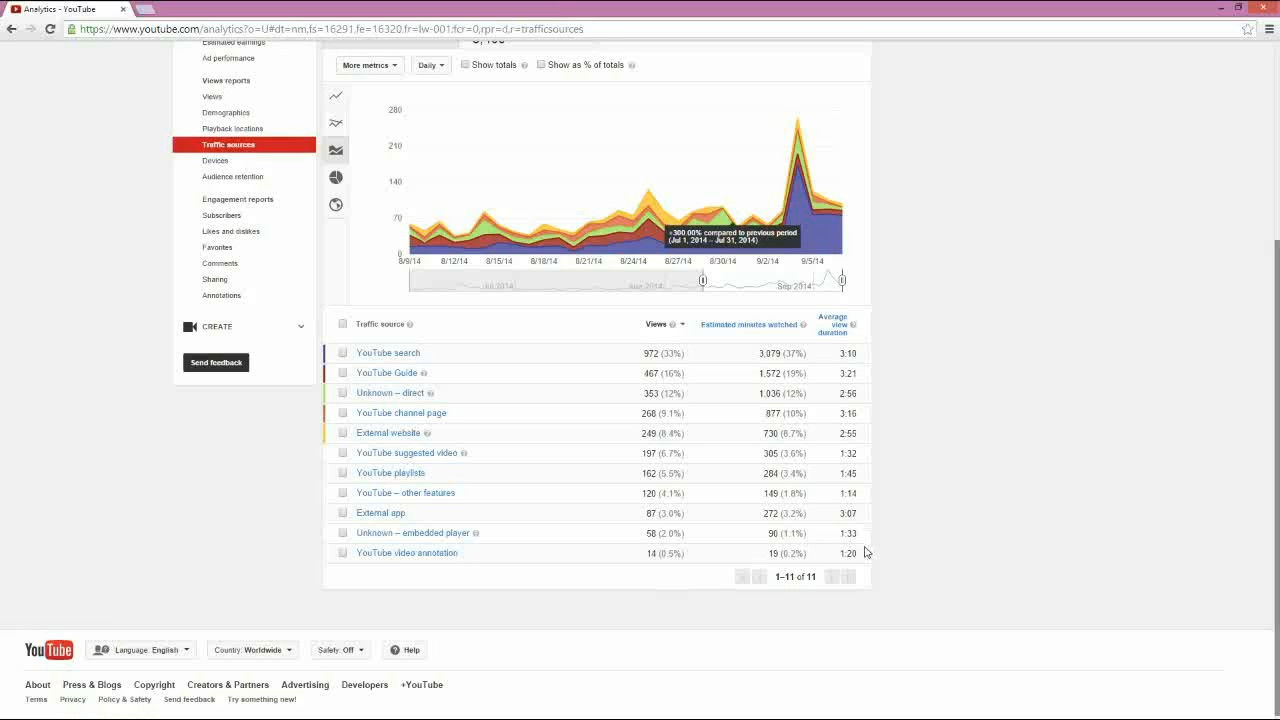 Analytics - YouTube
https://www.youtube.com/analytics?o=U#dt=nm,fs=16291,fe=16320,fr=lw-001;fcr=0,rpr=d,r=trafficsources
Estimated earnings
Ad performance
Views reports
Views
Demographics
Playback locations
Traffic sources
Devices
Audience retention
Engagement reports
Subscribers
Likes and dislikes
Favorites
Comments
Sharing
Annotations
CREATE
Send feedback
More metrics Daily Show totals Show as % of totals
280
210
140
70
0
+300.00% compared to previous period
(Jul 1, 2014 – Jul 31, 2014)
8/9/14 8/12/14 8/15/14 8/18/14 8/21/14 8/24/14 8/27/14 8/30/14 9/2/14 9/5/14
Jul 2014 Aug 2014 Sep 2014
Traffic source Views Estimated minutes watched Average view duration
YouTube search 972 (33%) 3,079 (37%) 3:10
YouTube Guide 467 (16%) 1,572 (19%) 3:21
Unknown – direct 353 (12%) 1,036 (12%) 2:56
YouTube channel page 268 (9.1%) 877 (10%) 3:16
External website 249 (8.4%) 730 (8.7%) 2:55
YouTube suggested video 197 (6.7%) 305 (3.6%) 1:32
YouTube playlists 162 (5.5%) 284 (3.4%) 1:45
YouTube – other features 120 (4.1%) 149 (1.8%) 1:14
External app 87 (3.0%) 272 (3.2%) 3:07
Unknown – embedded player 58 (2.0%) 90 (1.1%) 1:33
YouTube video annotation 14 (0.5%) 19 (0.2%) 1:20
1–11 of 11
YouTube Language: English Country: Worldwide Safety: Off Help
About Press & Blogs Copyright Creators & Partners Advertising Developers +YouTube
Terms Privacy Policy & Safety Send feedback Try something new!